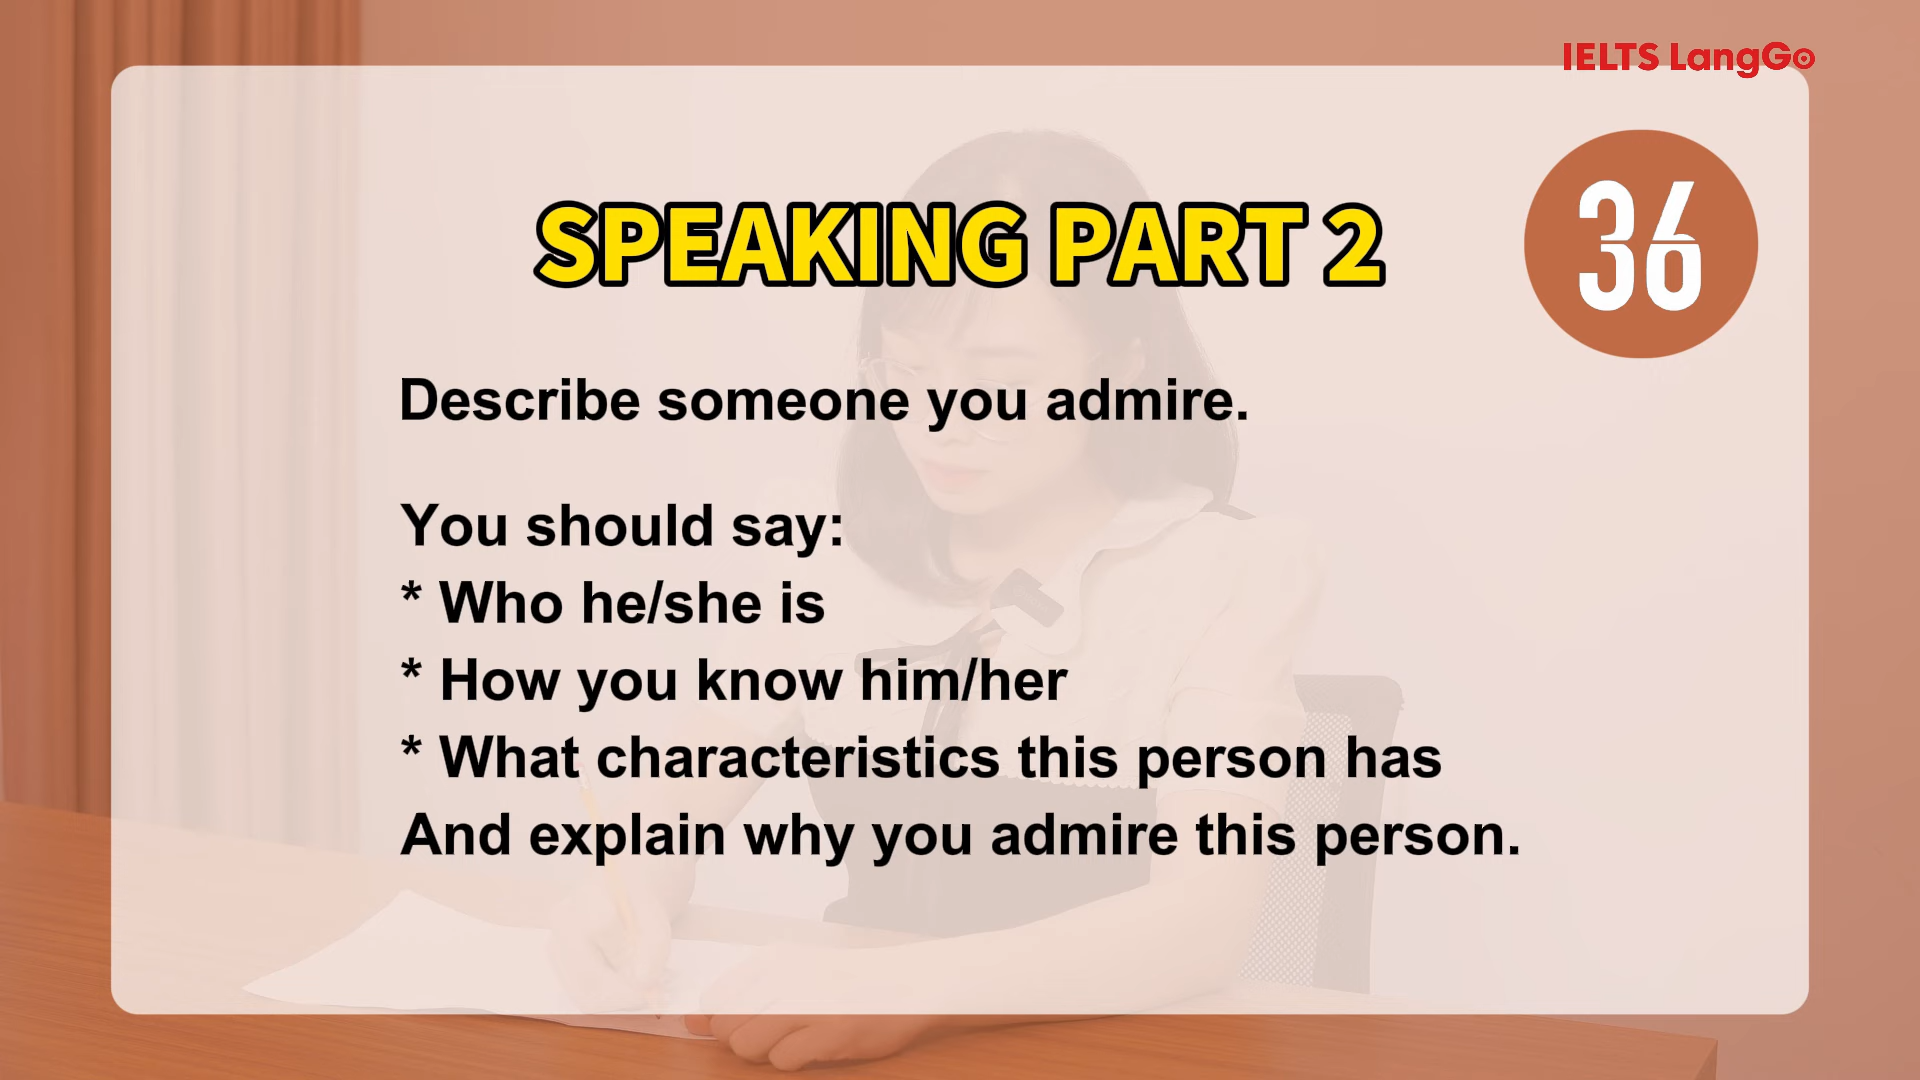 IELTS LangGo
36
SPEAKING PART 2
Describe someone you admire.
You should say:
* Who he/she is
* How you know him/her
* What characteristics this person has
And explain why you admire this person.